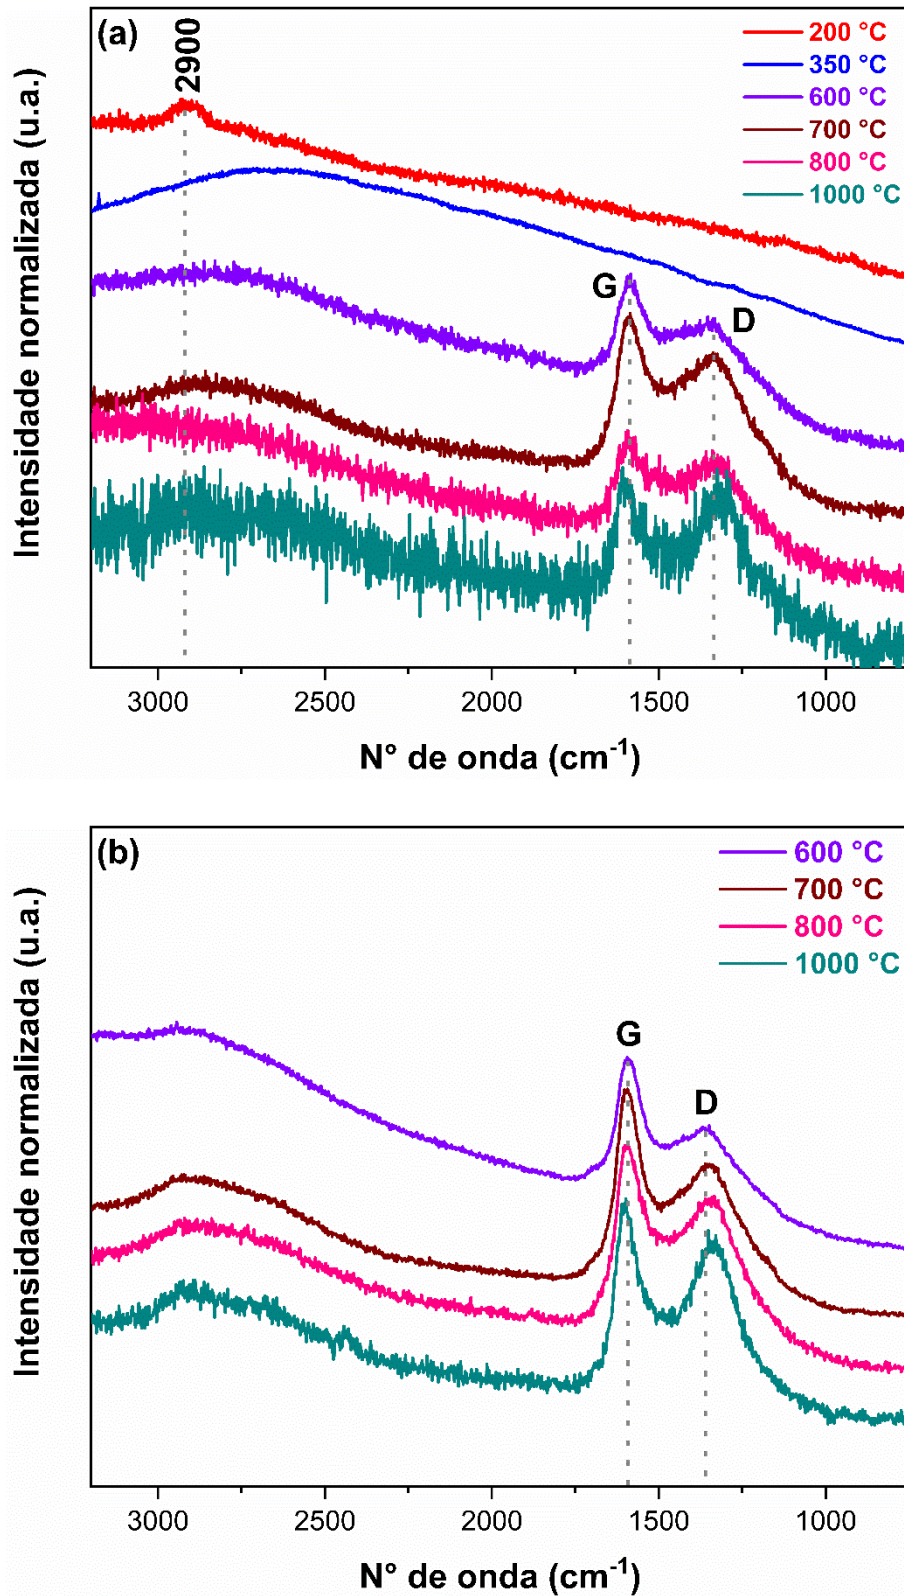 (a)
2900
200 °C
350 °C
600 °C
700 °C
800 °C
1000 °C
G
D
Intensidade normalizada (u.a.)
3000 2500 2000 1500 1000
N° de onda (cm⁻¹)
(b)
600 °C
700 °C
800 °C
1000 °C
G
D
Intensidade normalizada (u.a.)
3000 2500 2000 1500 1000
N° de onda (cm⁻¹)